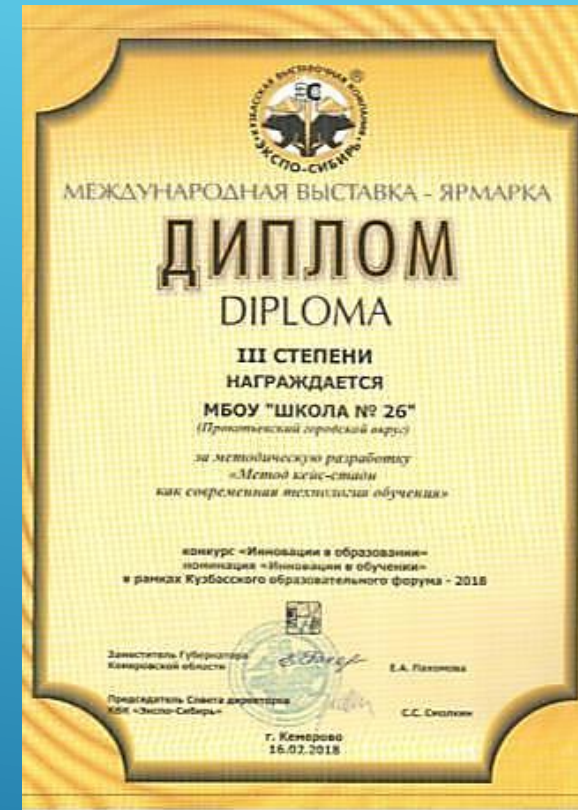 КУЗБАССКАЯ ВЫСТАВОЧНАЯ КОМПАНИЯ
ЭКСПО-СИБИРЬ
®
МЕЖДУНАРОДНАЯ ВЫСТАВКА - ЯРМАРКА
ДИПЛОМ
DIPLOMA
III СТЕПЕНИ
НАГРАЖДАЕТСЯ
МБОУ "ШКОЛА № 26"
(Прокопьевский городской округ)
за методическую разработку
«Метод кейс-стади
как современная технология обучения»
конкурс «Инновации в образовании»
номинация «Инновации в обучении»
в рамках Кузбасского образовательного форума - 2018
Заместитель Губернатора
Кемеровской области
Е.А. Пахомова
Председатель Совета директоров
КВК «Экспо-Сибирь»
С.С. Смолкин
г. Кемерово
16.02.2018